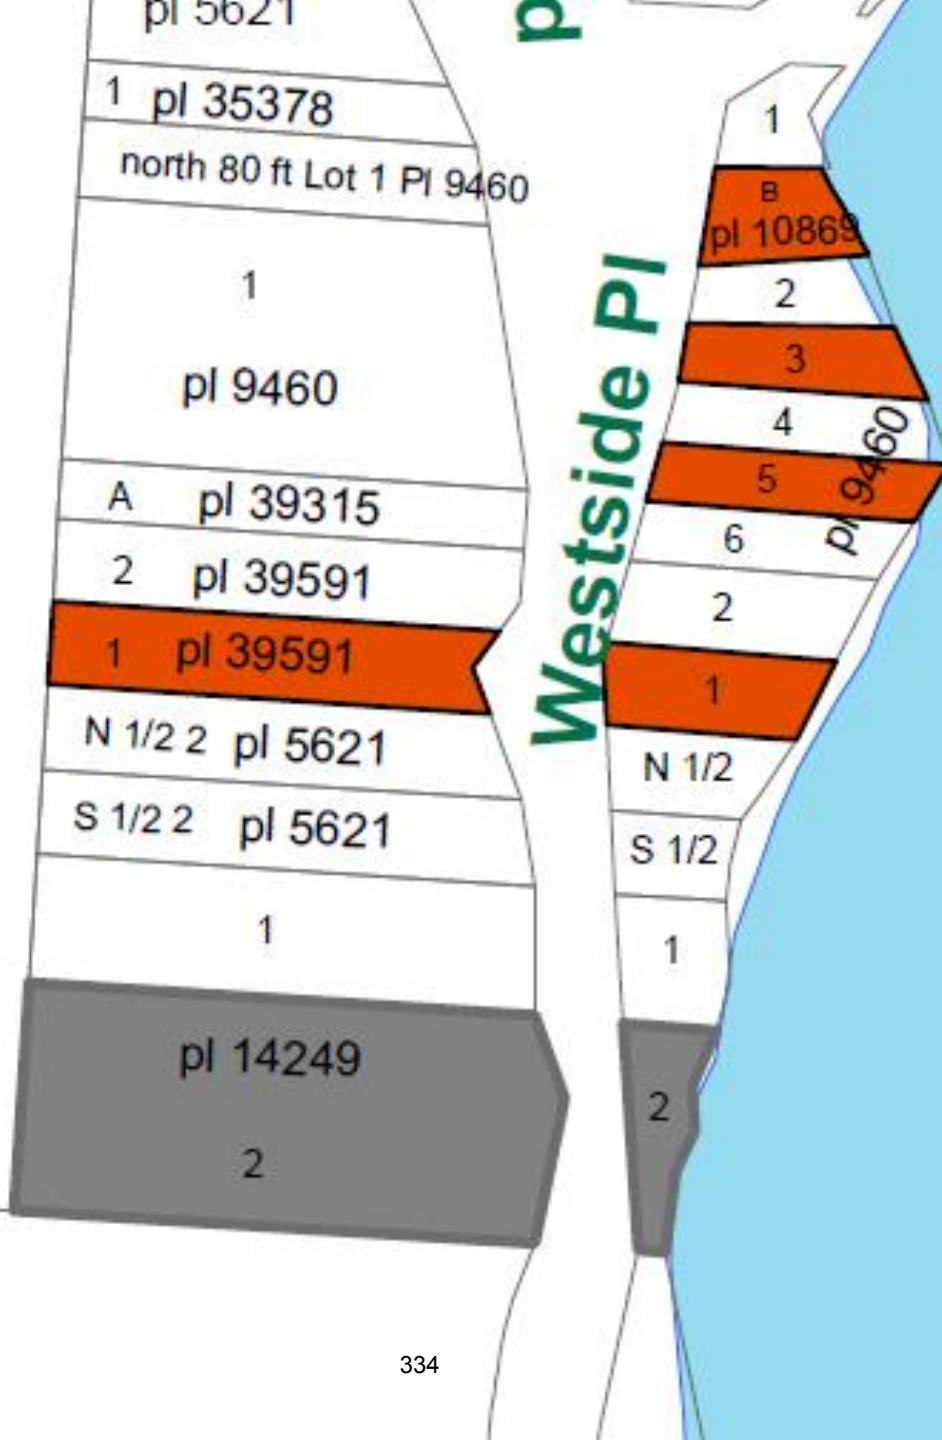 pl 5621
1 pl 35378
north 80 ft Lot 1 Pl 9460
1
pl 9460
A pl 39315
2 pl 39591
1 pl 39591
N 1/2 2 pl 5621
S 1/2 2 pl 5621
1
pl 14249
2
334
Westside Pl
1
B
pl 10869
2
3
4
5
pl 9460
6
2
1
N 1/2
S 1/2
1
2